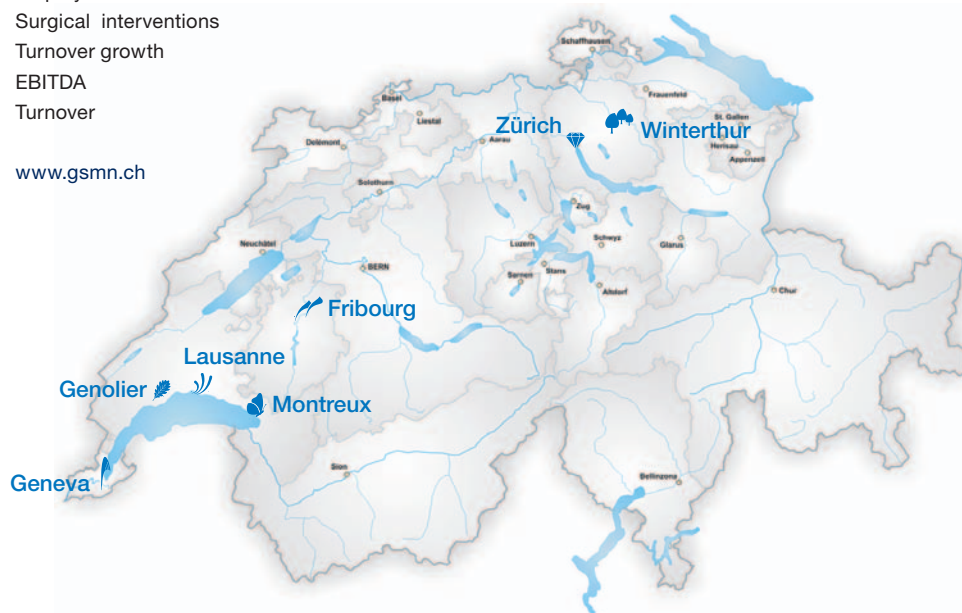 Surgical interventions
Turnover growth
EBITDA
Turnover
www.gsmn.ch
Schaffhausen
Basel
Liestal
Frauenfeld
St. Gallen
Herisau
Appenzell
Zürich
Winterthur
Delémont
Aarau
Solothurn
Zug
Neuchâtel
BERN
Luzern
Schwyz
Glarus
Stans
Sarnen
Altdorf
Chur
Fribourg
Lausanne
Genolier
Montreux
Geneva
Sion
Bellinzona